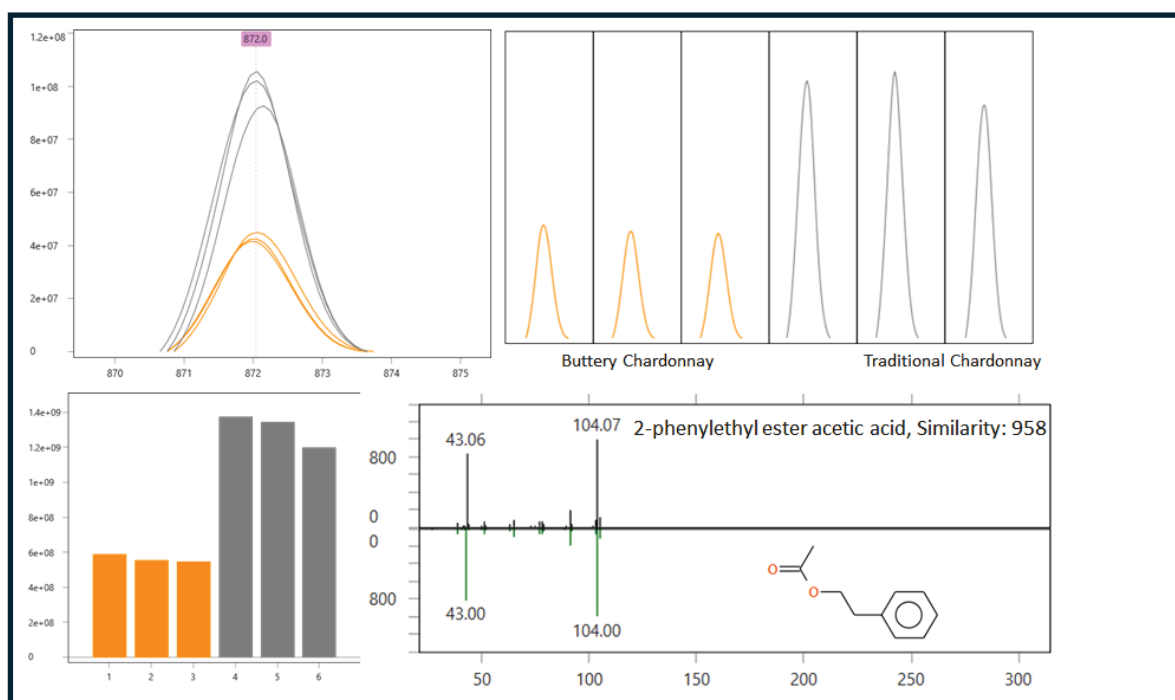 1.2e+08
872.0
1e+08
8e+07
6e+07
4e+07
2e+07
0
870 871 872 873 874 875
Buttery Chardonnay Traditional Chardonnay
1.4e+09
1.2e+09
1e+09
8e+08
6e+08
4e+08
2e+08
0
1 2 3 4 5 6
2-phenylethyl ester acetic acid, Similarity: 958
43.06 104.07
800
0
0
800
43.00 104.00
O
O
50 100 150 200 250 300